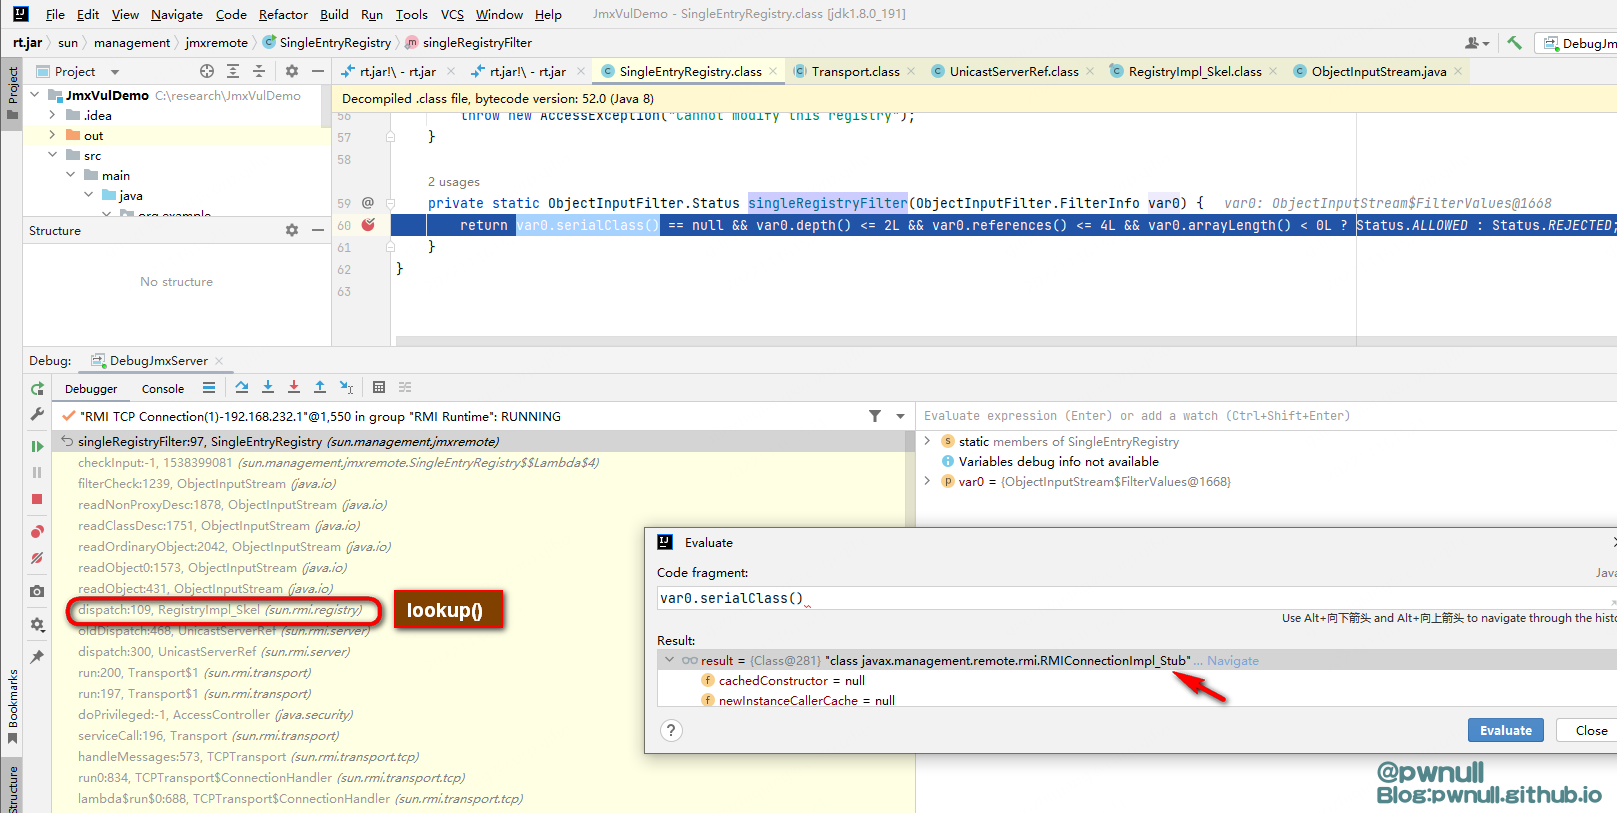 File Edit View Navigate Code Refactor Build Run Tools VCS Window Help JmxVulDemo - SingleEntryRegistry.class [jdk1.8.0_191]
rt.jar sun management jmxremote SingleEntryRegistry singleRegistryFilter DebugJm
Project
Project
rt.jar!\ - rt.jar rt.jar!\ - rt.jar SingleEntryRegistry.class Transport.class UnicastServerRef.class RegistryImpl_Skel.class ObjectInputStream.java
JmxVulDemo C:\research\JmxVulDemo
.idea
out
src
main
java
org.example
Decompiled .class file, bytecode version: 52.0 (Java 8)
56 throw new AccessException("Cannot modify this registry");
57 }
58
2 usages
59 @ private static ObjectInputFilter.Status singleRegistryFilter(ObjectInputFilter.FilterInfo var0) { var0: ObjectInputStream$FilterValues@1668
60 return var0.serialClass() == null && var0.depth() <= 2L && var0.references() <= 4L && var0.arrayLength() < 0L ? Status.ALLOWED : Status.REJECTED;
61 }
62 }
63
Structure
No structure
Debug: DebugJmxServer
Debugger Console
"RMI TCP Connection(1)-192.168.232.1"@1,550 in group "RMI Runtime": RUNNING
singleRegistryFilter:97, SingleEntryRegistry (sun.management.jmxremote)
checkInput:-1, 1538399081 (sun.management.jmxremote.SingleEntryRegistry$$Lambda$4)
filterCheck:1239, ObjectInputStream (java.io)
readNonProxyDesc:1878, ObjectInputStream (java.io)
readClassDesc:1751, ObjectInputStream (java.io)
readOrdinaryObject:2042, ObjectInputStream (java.io)
readObject0:1573, ObjectInputStream (java.io)
readObject:431, ObjectInputStream (java.io)
dispatch:109, RegistryImpl_Skel (sun.rmi.registry)
lookup()
oldDispatch:468, UnicastServerRef (sun.rmi.server)
dispatch:300, UnicastServerRef (sun.rmi.server)
run:200, Transport$1 (sun.rmi.transport)
run:197, Transport$1 (sun.rmi.transport)
doPrivileged:-1, AccessController (java.security)
serviceCall:196, Transport (sun.rmi.transport)
handleMessages:573, TCPTransport (sun.rmi.transport.tcp)
run0:834, TCPTransport$ConnectionHandler (sun.rmi.transport.tcp)
lambda$run$0:688, TCPTransport$ConnectionHandler (sun.rmi.transport.tcp)
Evaluate expression (Enter) or add a watch (Ctrl+Shift+Enter)
static members of SingleEntryRegistry
Variables debug info not available
var0 = {ObjectInputStream$FilterValues@1668}
Evaluate
Code fragment: Java
var0.serialClass()
Use Alt+向下箭头 and Alt+向上箭头 to navigate through the histo
Result:
result = {Class@281} "class javax.management.remote.rmi.RMIConnectionImpl_Stub" ... Navigate
cachedConstructor = null
newInstanceCallerCache = null
? Evaluate Close
Bookmarks
Structure
@pwnull
Blog:pwnull.github.io